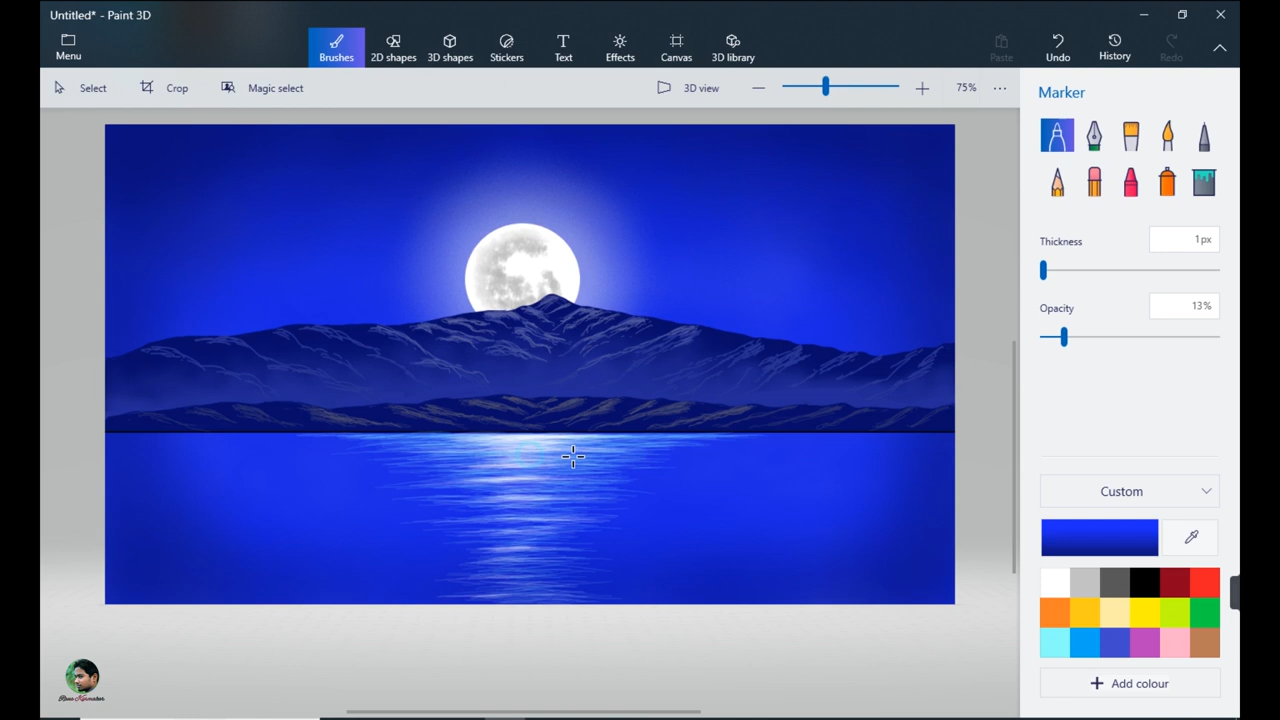 Untitled* - Paint 3D
Menu
Brushes
2D shapes
3D shapes
Stickers
Text
Effects
Canvas
3D library
Paste
Undo
History
Redo
Select
Crop
Magic select
3D view
75%
Marker
Thickness
1px
Opacity
13%
Custom
Add colour